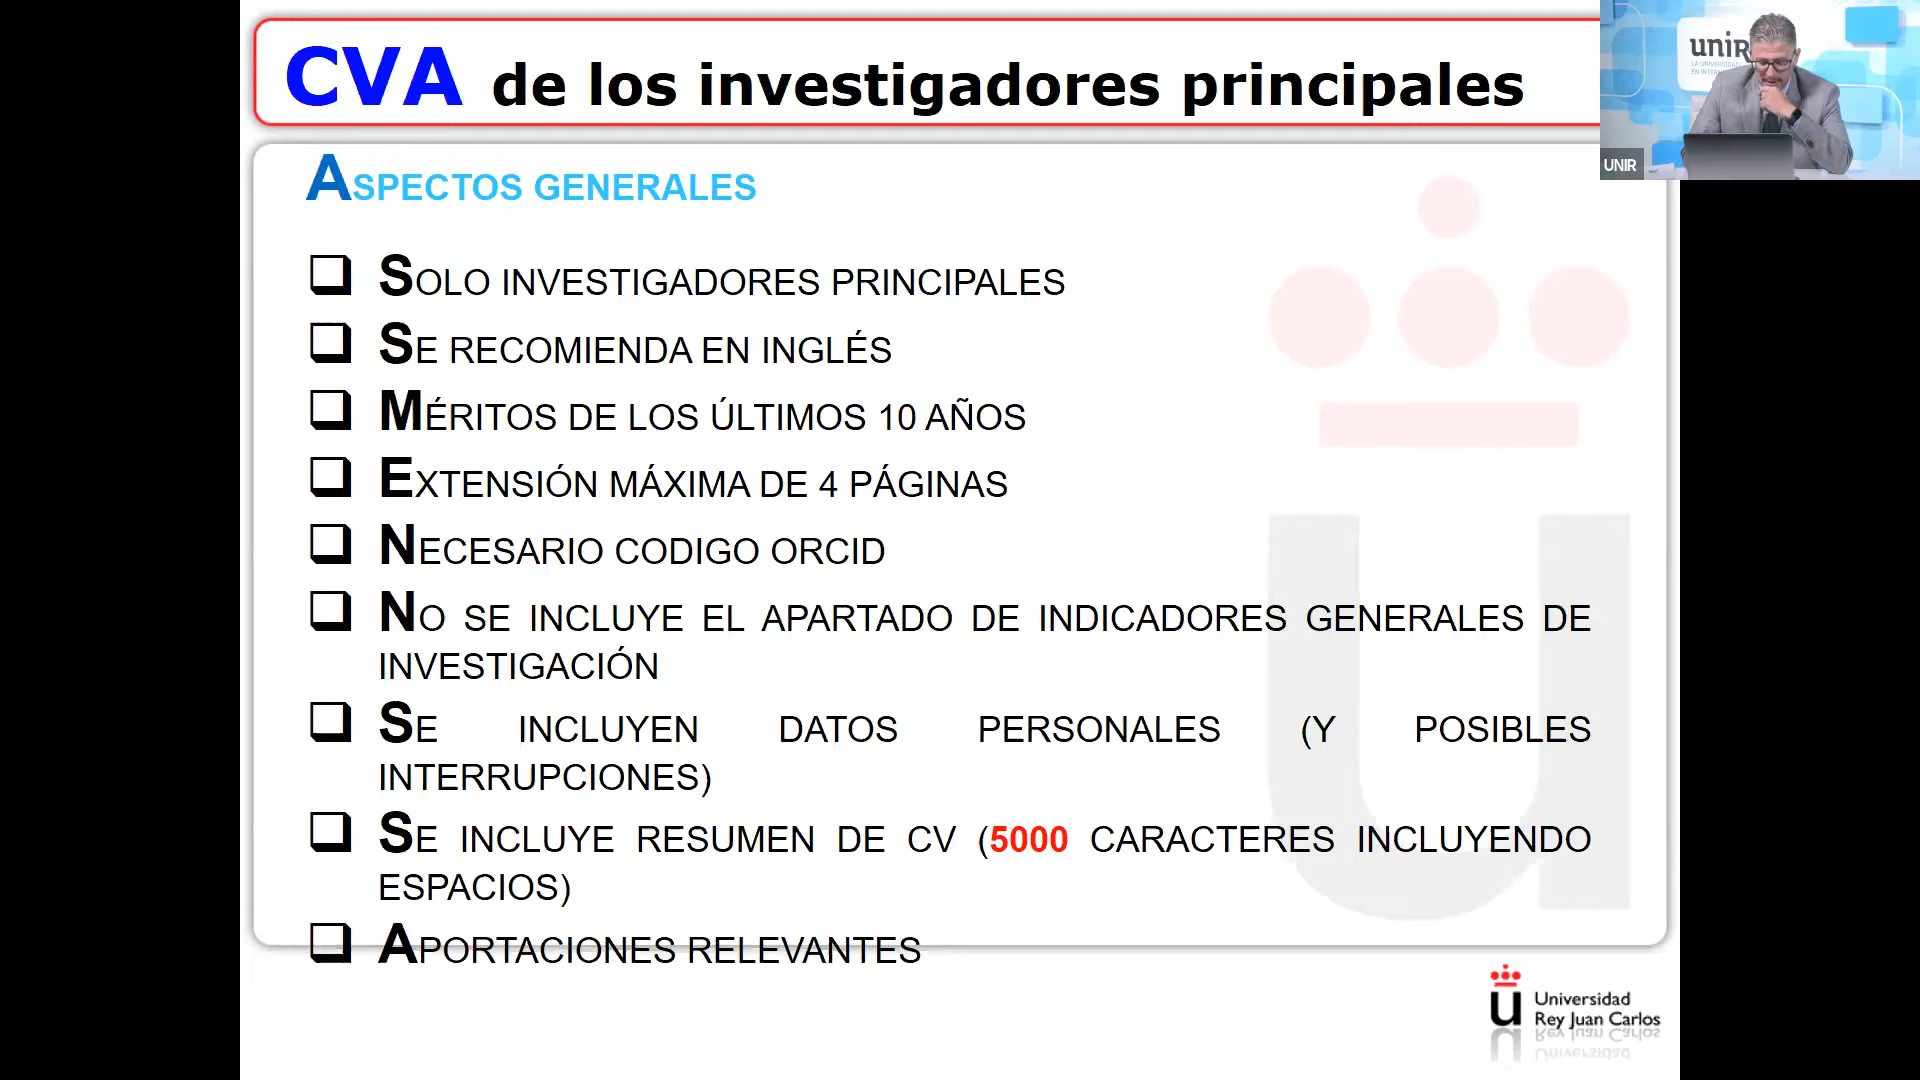 CVA de los investigadores principales
ASPECTOS GENERALES
SOLO INVESTIGADORES PRINCIPALES
SE RECOMIENDA EN INGLÉS
MÉRITOS DE LOS ÚLTIMOS 10 AÑOS
EXTENSIÓN MÁXIMA DE 4 PÁGINAS
NECESARIO CODIGO ORCID
NO SE INCLUYE EL APARTADO DE INDICADORES GENERALES DE
INVESTIGACIÓN
SE INCLUYEN DATOS PERSONALES (Y POSIBLES
INTERRUPCIONES)
SE INCLUYE RESUMEN DE CV (5000 CARACTERES INCLUYENDO
ESPACIOS)
APORTACIONES RELEVANTES
u Universidad
Rey Juan Carlos
UNIR